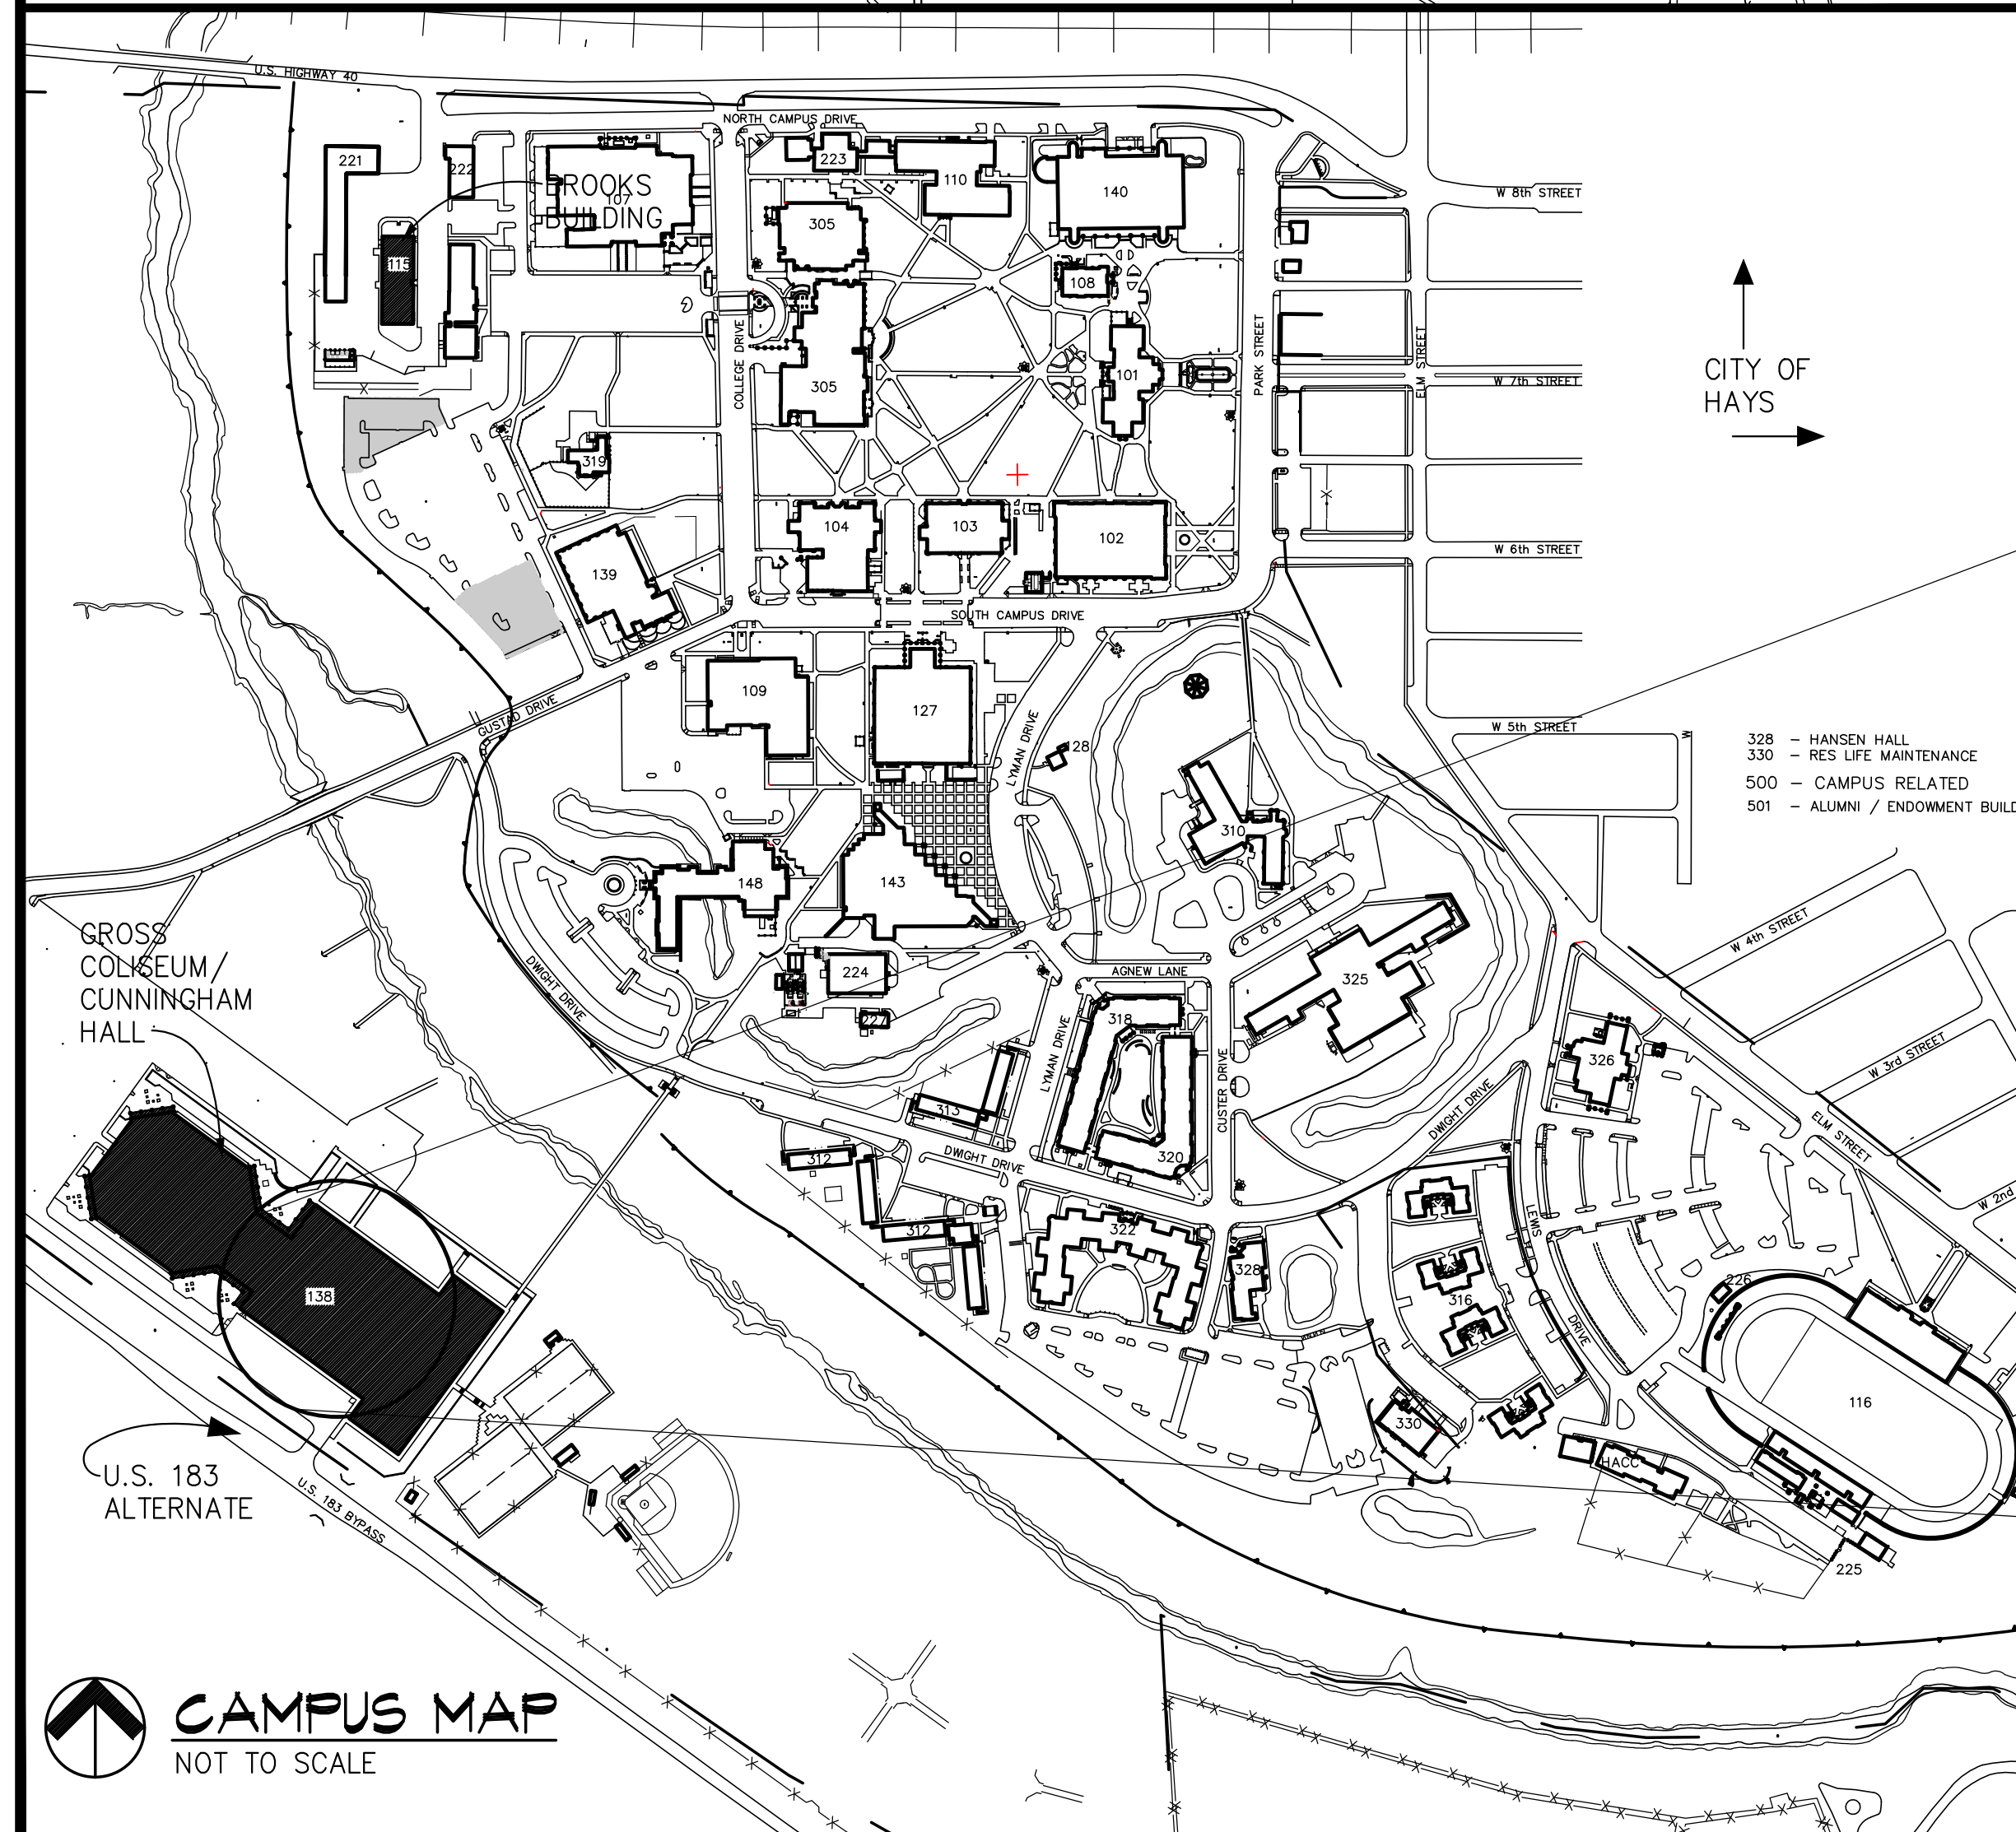 U.S. HIGHWAY 40
NORTH CAMPUS DRIVE
221
222
BROOKS
107
BUILDING
223
110
140
W 8th STREET
305
115
108
COLLEGE DRIVE
305
101
PARK STREET
ELM STREET
W 7th STREET
CITY OF
HAYS
319
104
103
102
W 6th STREET
139
SOUTH CAMPUS DRIVE
109
127
GUSTAD DRIVE
LYMAN DRIVE
128
W 5th STREET
W
328 – HANSEN HALL
330 – RES LIFE MAINTENANCE
500 – CAMPUS RELATED
501 – ALUMNI / ENDOWMENT BUILD
310
148
143
W 4th STREET
GROSS
COLISEUM/
CUNNINGHAM
HALL
DWIGHT DRIVE
224
227
AGNEW LANE
325
318
LYMAN DRIVE
CUSTER DRIVE
326
W 3rd STREET
313
DWIGHT DRIVE
ELM STREET
312
DWIGHT DRIVE
320
W 2nd
312
322
328
LEWIS
DRIVE
316
226
138
116
330
HACC
225
U.S. 183
ALTERNATE
U.S. 183 BYPASS
CAMPUS MAP
NOT TO SCALE